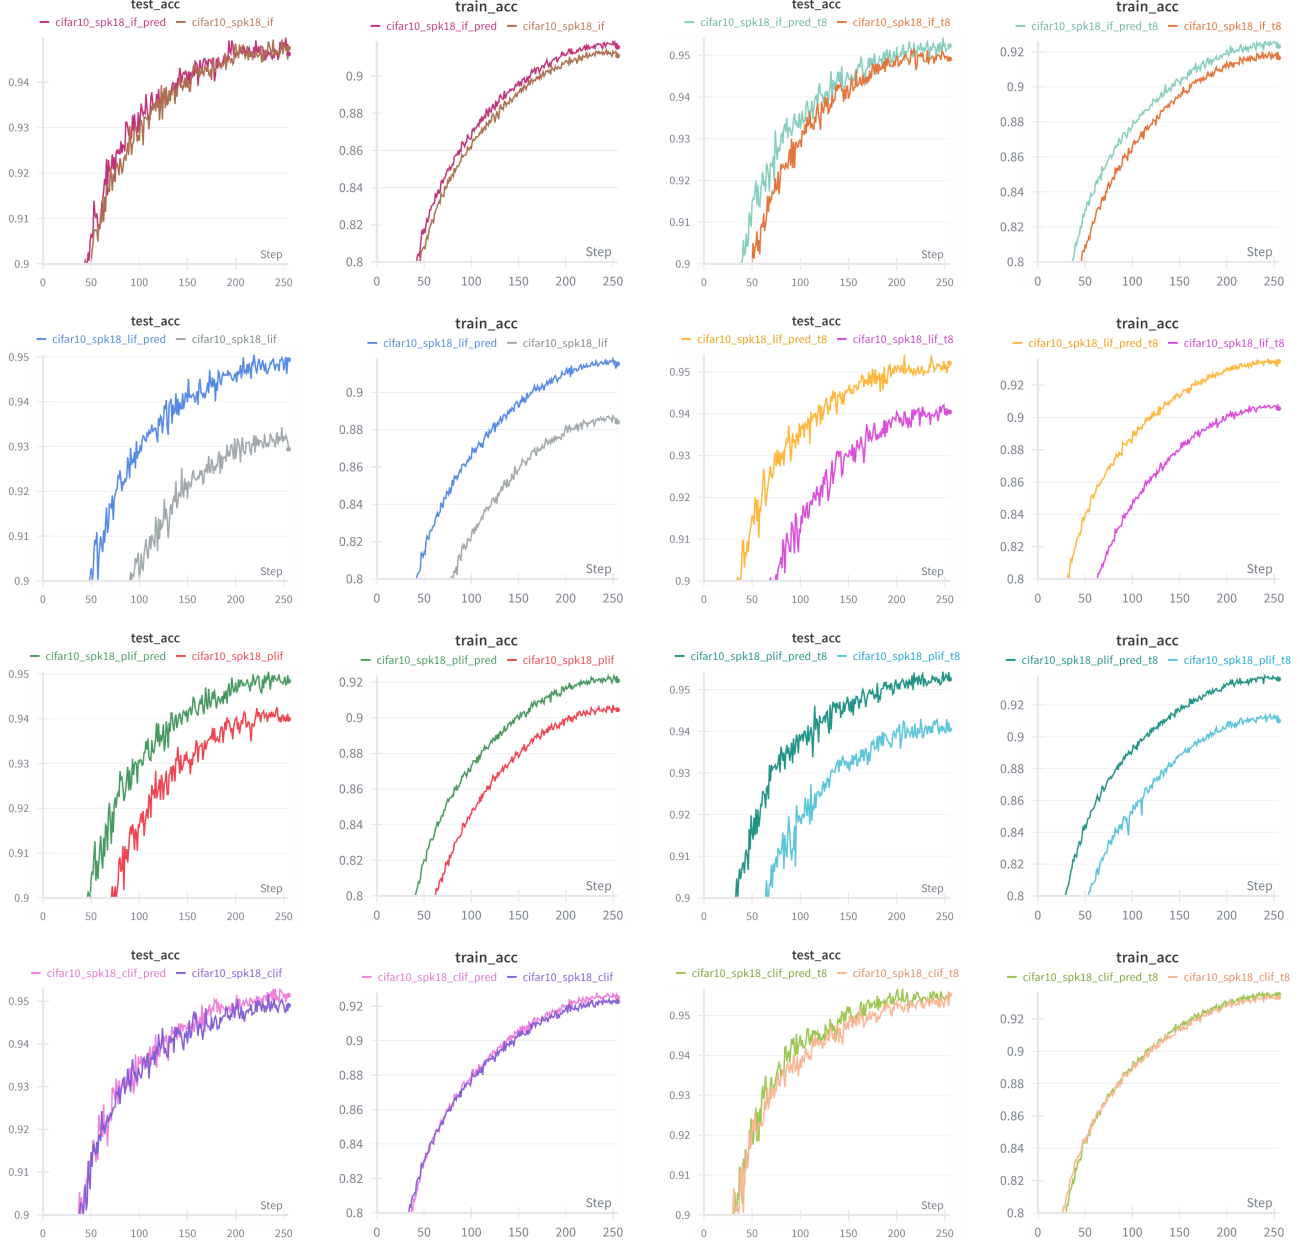 test_acc
cifar10_spk18_if_pred cifar10_spk18_if
0.94
0.93
0.92
0.91
0.9
Step
0 50 100 150 200 250
train_acc
cifar10_spk18_if_pred cifar10_spk18_if
0.9
0.88
0.86
0.84
0.82
0.8
Step
0 50 100 150 200 250
test_acc
cifar10_spk18_if_pred_t8 cifar10_spk18_if_t8
0.95
0.94
0.93
0.92
0.91
0.9
Step
0 50 100 150 200 250
train_acc
cifar10_spk18_if_pred_t8 cifar10_spk18_if_t8
0.92
0.9
0.88
0.86
0.84
0.82
0.8
Step
0 50 100 150 200 250
test_acc
cifar10_spk18_lif_pred cifar10_spk18_lif
0.95
0.94
0.93
0.92
0.91
0.9
Step
0 50 100 150 200 250
train_acc
cifar10_spk18_lif_pred cifar10_spk18_lif
0.9
0.88
0.86
0.84
0.82
0.8
Step
0 50 100 150 200 250
test_acc
cifar10_spk18_lif_pred_t8 cifar10_spk18_lif_t8
0.95
0.94
0.93
0.92
0.91
0.9
Step
0 50 100 150 200 250
train_acc
cifar10_spk18_lif_pred_t8 cifar10_spk18_lif_t8
0.92
0.9
0.88
0.86
0.84
0.82
0.8
Step
0 50 100 150 200 250
test_acc
cifar10_spk18_plif_pred cifar10_spk18_plif
0.95
0.94
0.93
0.92
0.91
0.9
Step
0 50 100 150 200 250
train_acc
cifar10_spk18_plif_pred cifar10_spk18_plif
0.92
0.9
0.88
0.86
0.84
0.82
0.8
Step
0 50 100 150 200 250
test_acc
cifar10_spk18_plif_pred_t8 cifar10_spk18_plif_t8
0.95
0.94
0.93
0.92
0.91
0.9
Step
0 50 100 150 200 250
train_acc
cifar10_spk18_plif_pred_t8 cifar10_spk18_plif_t8
0.92
0.9
0.88
0.86
0.84
0.82
0.8
Step
0 50 100 150 200 250
test_acc
cifar10_spk18_clif_pred cifar10_spk18_clif
0.95
0.94
0.93
0.92
0.91
0.9
Step
0 50 100 150 200 250
train_acc
cifar10_spk18_clif_pred cifar10_spk18_clif
0.92
0.9
0.88
0.86
0.84
0.82
0.8
Step
0 50 100 150 200 250
test_acc
cifar10_spk18_clif_pred_t8 cifar10_spk18_clif_t8
0.95
0.94
0.93
0.92
0.91
0.9
Step
0 50 100 150 200 250
train_acc
cifar10_spk18_clif_pred_t8 cifar10_spk18_clif_t8
0.92
0.9
0.88
0.86
0.84
0.82
0.8
Step
0 50 100 150 200 250